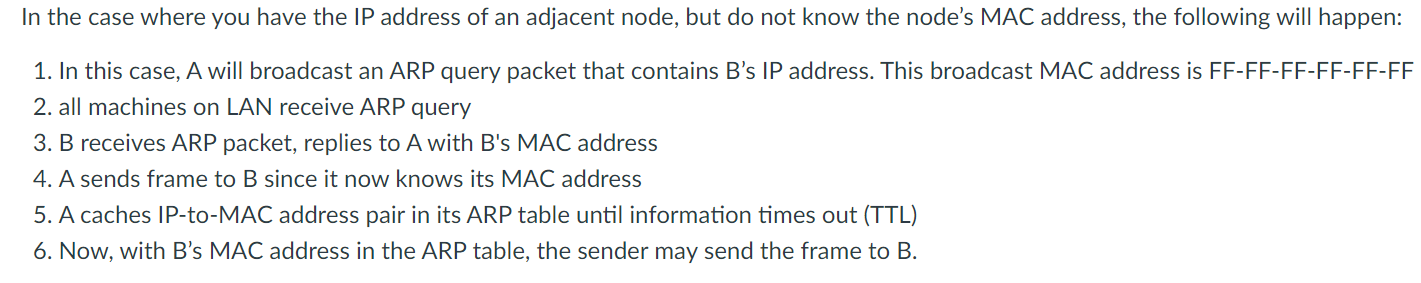 In the case where you have the IP address of an adjacent node, but do not know the node’s MAC address, the following will happen:
1. In this case, A will broadcast an ARP query packet that contains B’s IP address. This broadcast MAC address is FF-FF-FF-FF-FF-FF
2. all machines on LAN receive ARP query
3. B receives ARP packet, replies to A with B's MAC address
4. A sends frame to B since it now knows its MAC address
5. A caches IP-to-MAC address pair in its ARP table until information times out (TTL)
6. Now, with B’s MAC address in the ARP table, the sender may send the frame to B.